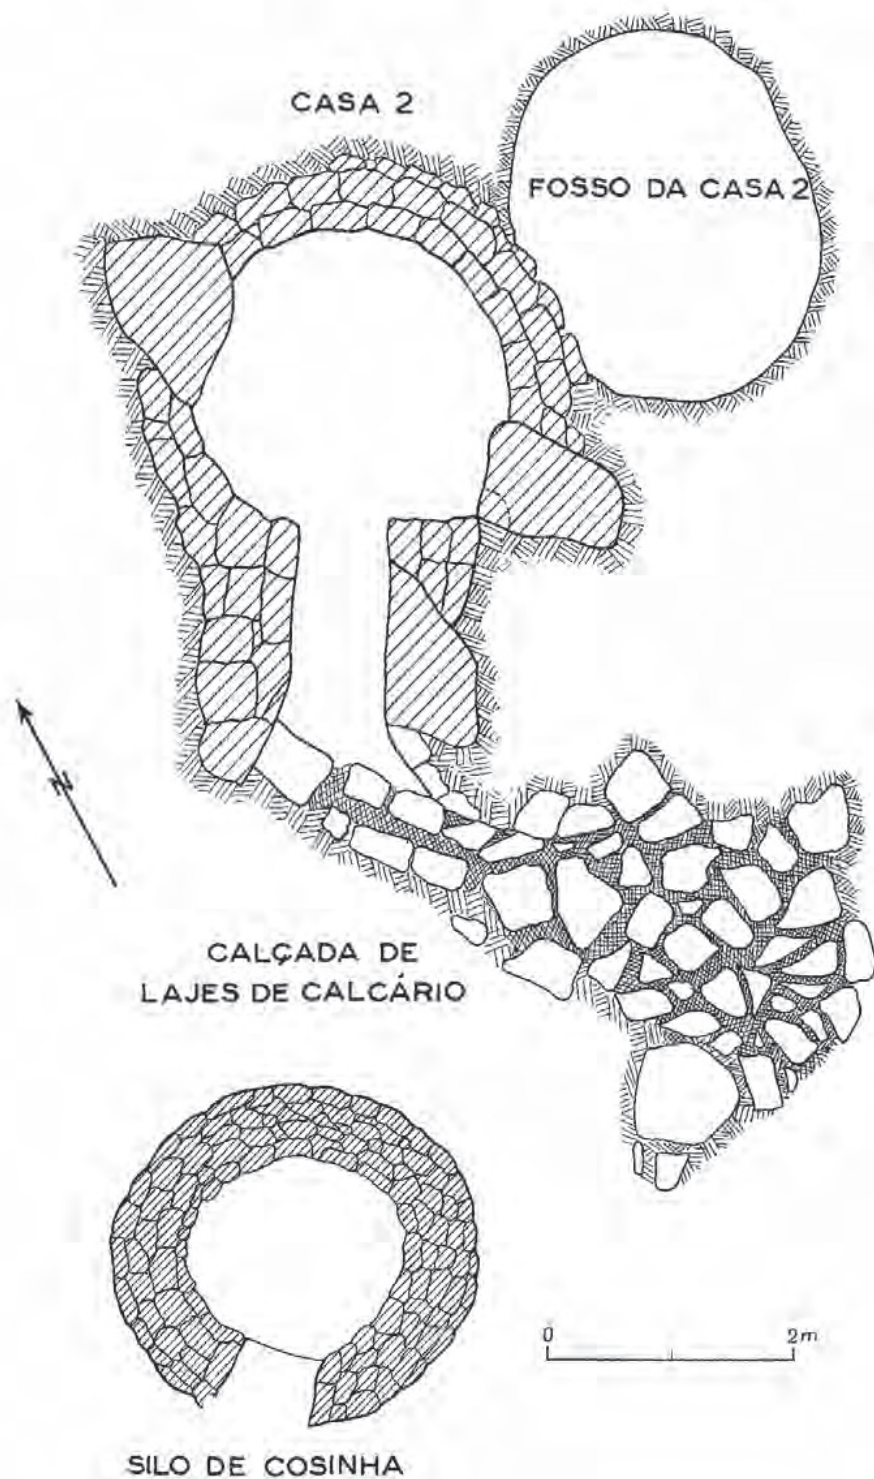 CASA 2
FOSSO DA CASA 2
N
CALÇADA DE
LAJES DE CALCÁRIO
0 2m
SILO DE COSINHA